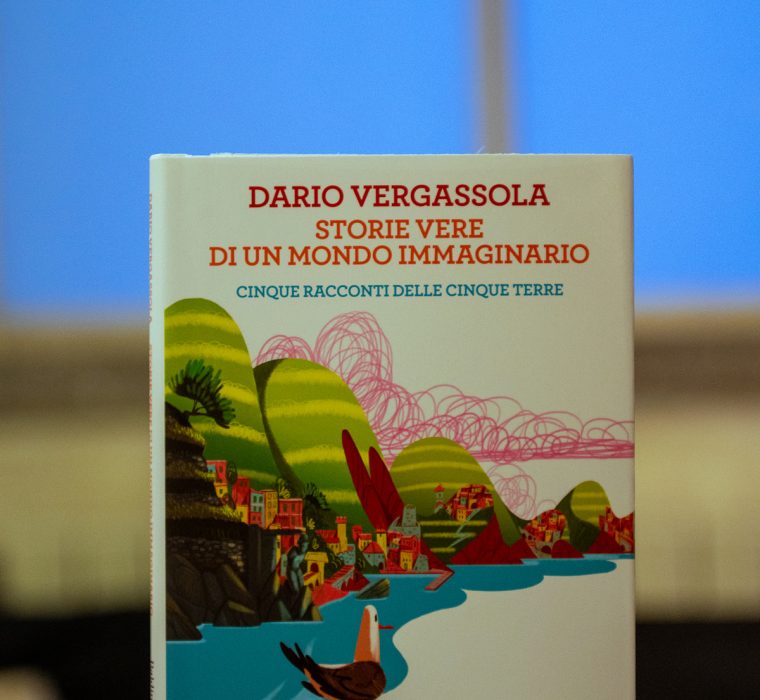 DARIO VERGASSOLA
STORIE VERE
DI UN MONDO IMMAGINARIO
CINQUE RACCONTI DELLE CINQUE TERRE